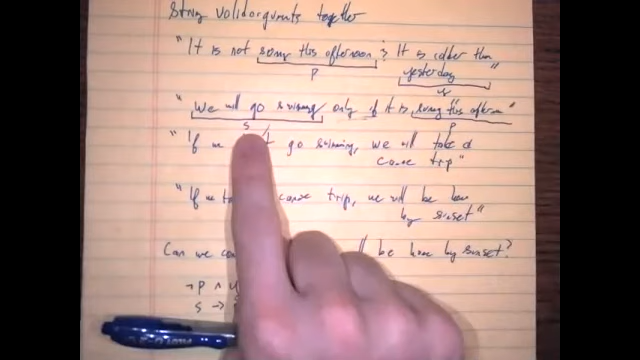 String valid arguments together
"It is not sunny this afternoon & It is colder than
yesterday"
p
"We will go swimming only if it is sunny this afternoon"
s p
"If we go swimming, we will take a
canoe trip"
"If we canoe trip, we will be home
by sunset"
Can we be home by sunset?
¬p ∧
s →